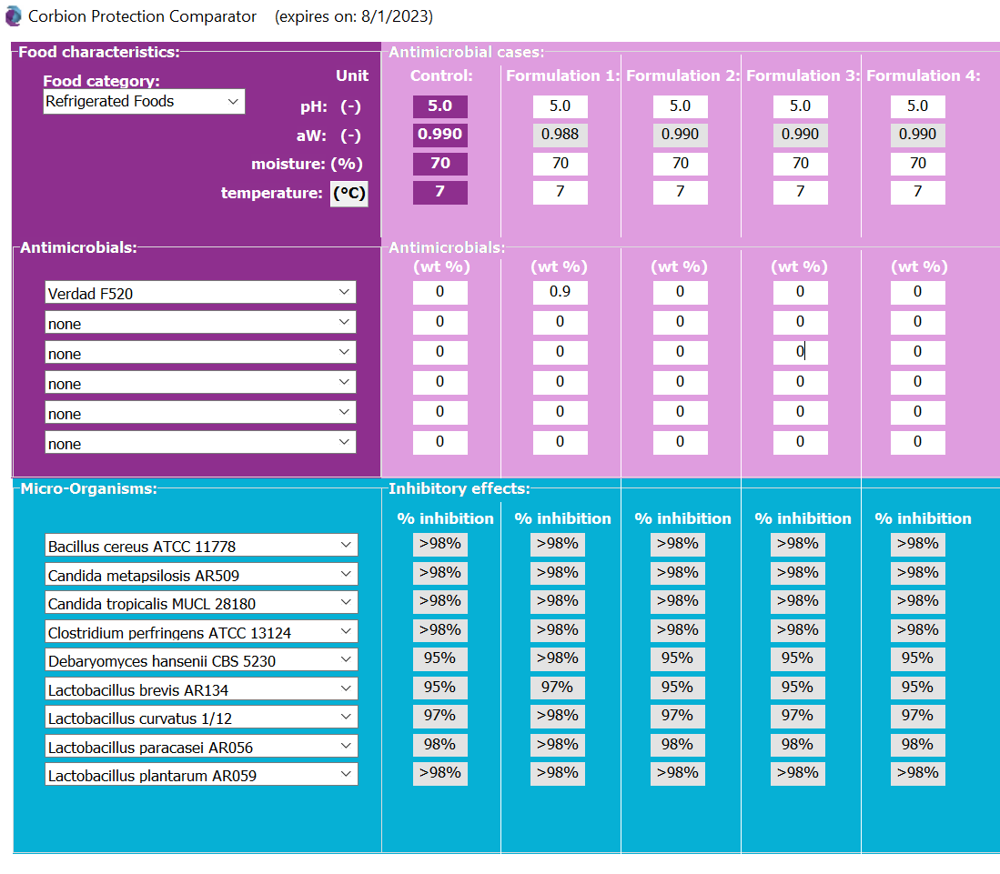 Corbion Protection Comparator (expires on: 8/1/2023)
Food characteristics: Antimicrobial cases:
Food category: Unit Control: Formulation 1: Formulation 2: Formulation 3: Formulation 4:
Refrigerated Foods
pH: (-) 5.0 5.0 5.0 5.0 5.0
aW: (-) 0.990 0.988 0.990 0.990 0.990
moisture: (%) 70 70 70 70 70
temperature: (°C) 7 7 7 7 7
Antimicrobials: Antimicrobials:
(wt %) (wt %) (wt %) (wt %) (wt %)
Verdad F520 0 0.9 0 0 0
none 0 0 0 0 0
none 0 0 0 0 0
none 0 0 0 0 0
none 0 0 0 0 0
none 0 0 0 0 0
Micro-Organisms: Inhibitory effects:
% inhibition % inhibition % inhibition % inhibition % inhibition
Bacillus cereus ATCC 11778 >98% >98% >98% >98% >98%
Candida metapsilosis AR509 >98% >98% >98% >98% >98%
Candida tropicalis MUCL 28180 >98% >98% >98% >98% >98%
Clostridium perfringens ATCC 13124 >98% >98% >98% >98% >98%
Debaryomyces hansenii CBS 5230 95% >98% 95% 95% 95%
Lactobacillus brevis AR134 95% 97% 95% 95% 95%
Lactobacillus curvatus 1/12 97% >98% 97% 97% 97%
Lactobacillus paracasei AR056 98% >98% 98% 98% 98%
Lactobacillus plantarum AR059 >98% >98% >98% >98% >98%